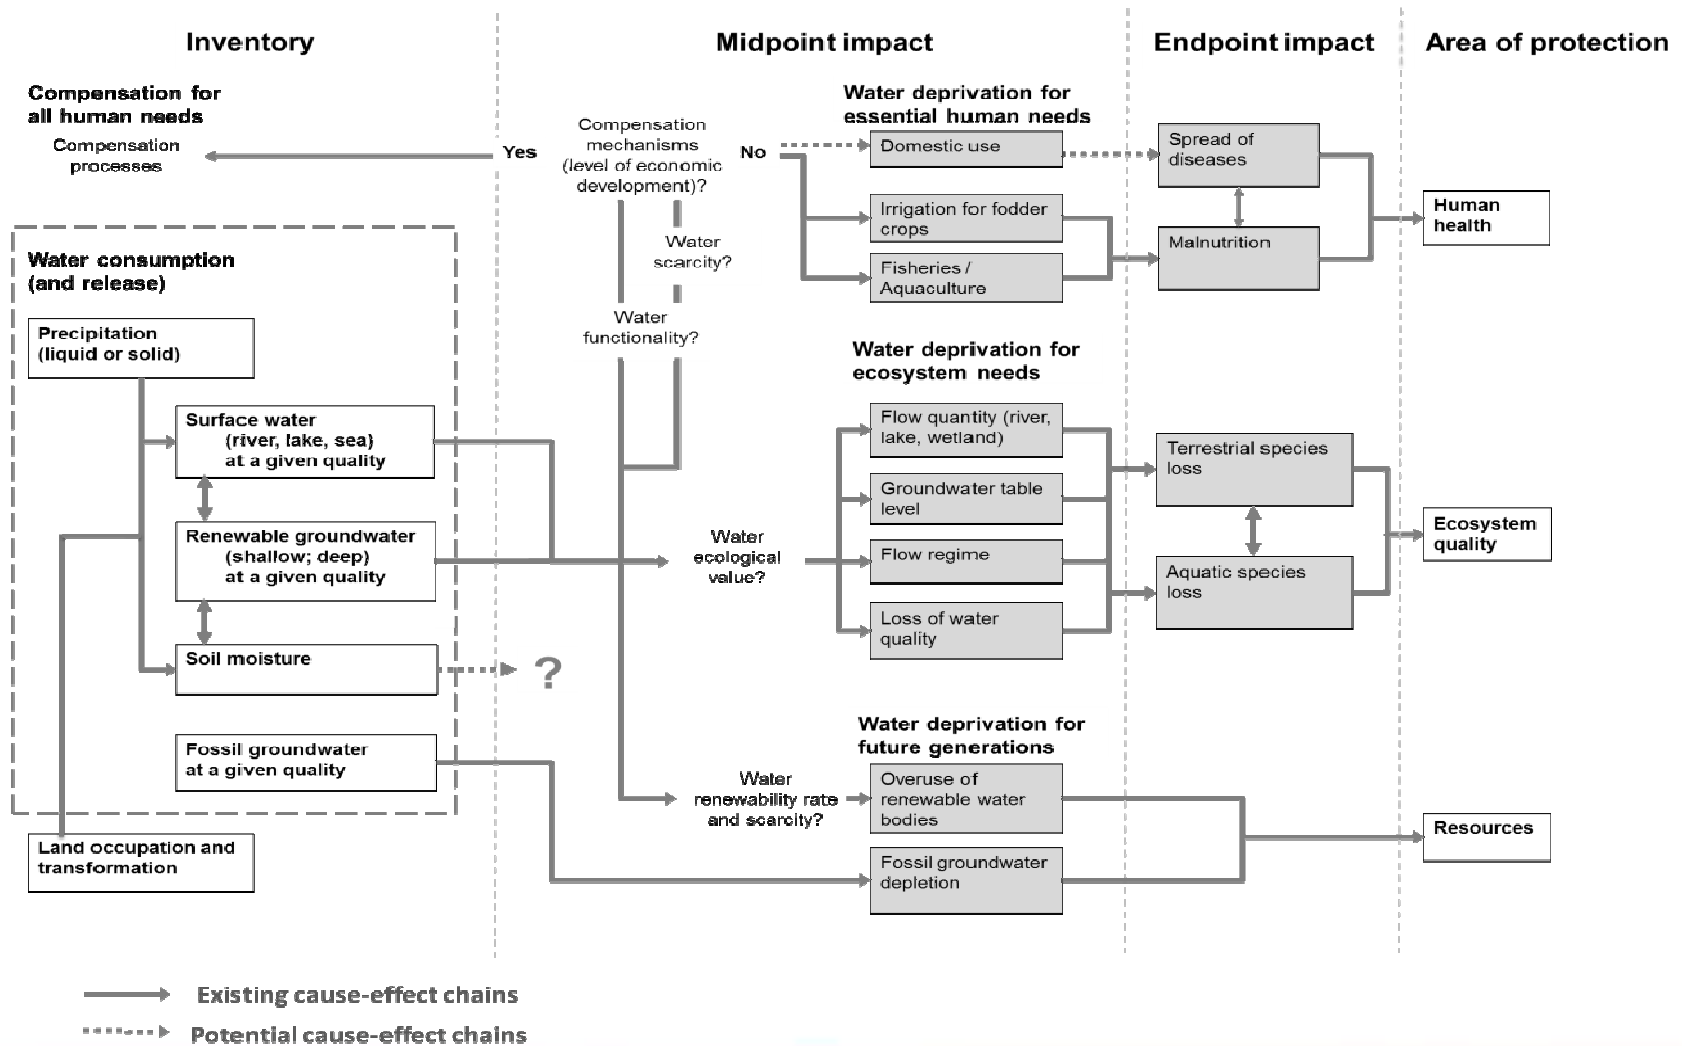 Inventory
Midpoint impact
Endpoint impact
Area of protection
Compensation for
all human needs
Compensation
processes
Yes
Compensation
mechanisms
(level of economic
development)?
No
Water
scarcity?
Water
functionality?
Water deprivation for
essential human needs
Domestic use
Irrigation for fodder
crops
Fisheries /
Aquaculture
Spread of
diseases
Malnutrition
Human
health
Water consumption
(and release)
Precipitation
(liquid or solid)
Surface water
(river, lake, sea)
at a given quality
Renewable groundwater
(shallow; deep)
at a given quality
Soil moisture
?
Fossil groundwater
at a given quality
Land occupation and
transformation
Water
ecological
value?
Water deprivation for
ecosystem needs
Flow quantity (river,
lake, wetland)
Groundwater table
level
Flow regime
Loss of water
quality
Terrestrial species
loss
Aquatic species
loss
Ecosystem
quality
Water
renewability rate
and scarcity?
Water deprivation for
future generations
Overuse of
renewable water
bodies
Fossil groundwater
depletion
Resources
Existing cause-effect chains
Potential cause-effect chains